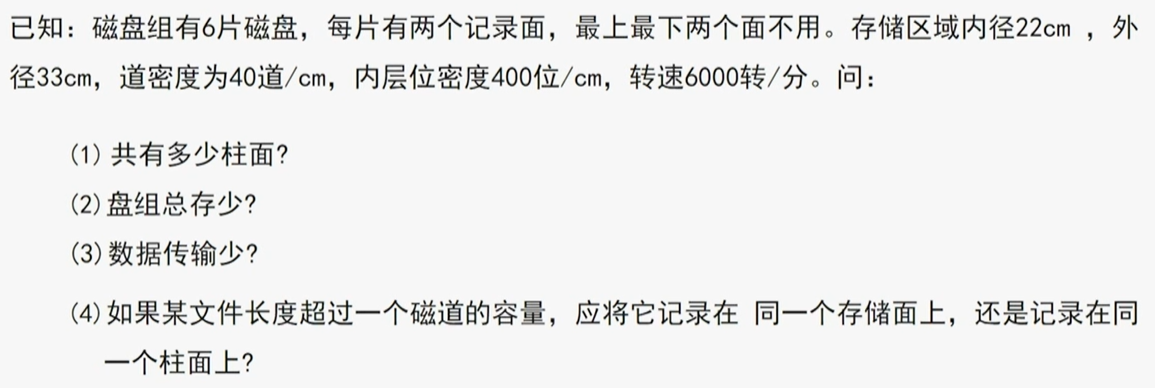 已知：磁盘组有6片磁盘，每片有两个记录面，最上最下两个面不用。存储区域内径22cm ，外
径33cm，道密度为40道/cm，内层位密度400位/cm，转速6000转/分。问：
(1) 共有多少柱面?
(2)盘组总存少?
(3)数据传输少?
(4)如果某文件长度超过一个磁道的容量，应将它记录在 同一个存储面上，还是记录在同
一个柱面上?